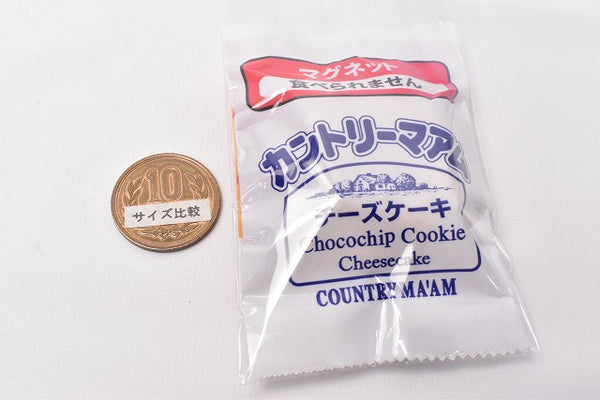 マグネット
食べられません
カントリーマアム
チーズケーキ
Chocochip Cookie
Cheesecake
COUNTRY MA'AM
10
サイズ比較